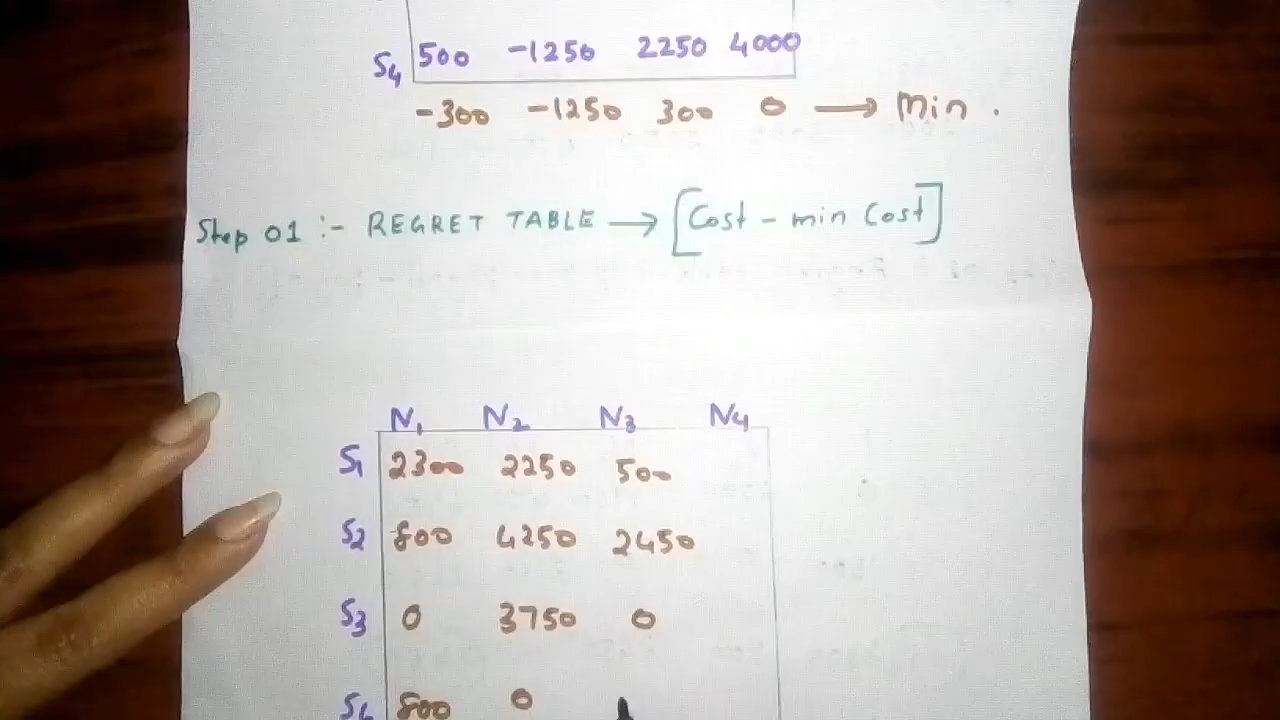 S4 500 -1250 2250 4000
-300 -1250 300 0 → Min .
Step 01 :- REGRET TABLE → [Cost - min Cost]
N1 N2 N3 N4
S1 2300 2250 500
S2 800 4250 2450
S3 0 3750 0
S4 800 0